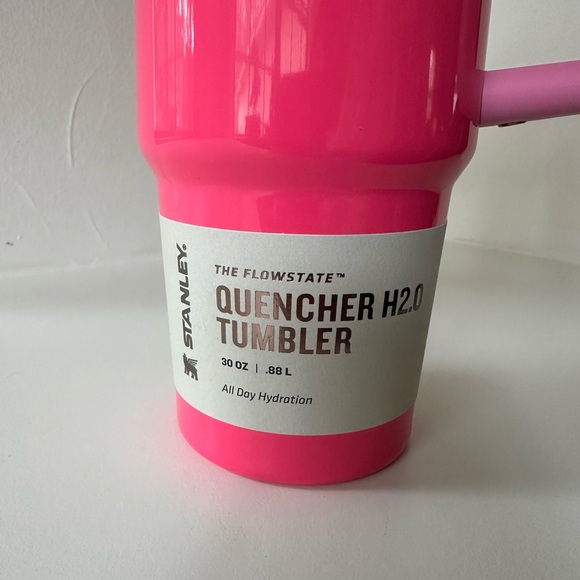 STANLEY.
THE FLOWSTATE™
QUENCHER H2.0
TUMBLER
30 OZ | .88 L
All Day Hydration